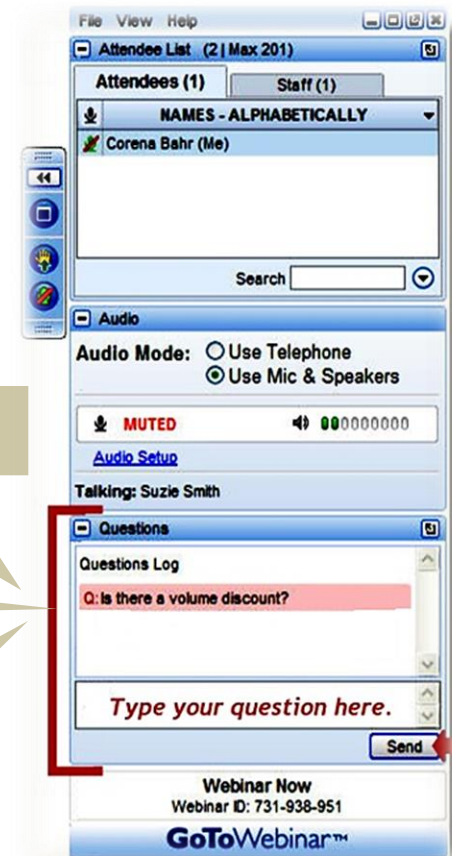 File View Help
Attendee List (2 | Max 201)
Attendees (1) Staff (1)
NAMES - ALPHABETICALLY
Corena Bahr (Me)
Search
Audio
Audio Mode: Use Telephone
Use Mic & Speakers
MUTED 000000000
Audio Setup
Talking: Suzie Smith
Questions
Questions Log
Q: Is there a volume discount?
Type your question here.
Send
Webinar Now
Webinar ID: 731-938-951
GoToWebinar™